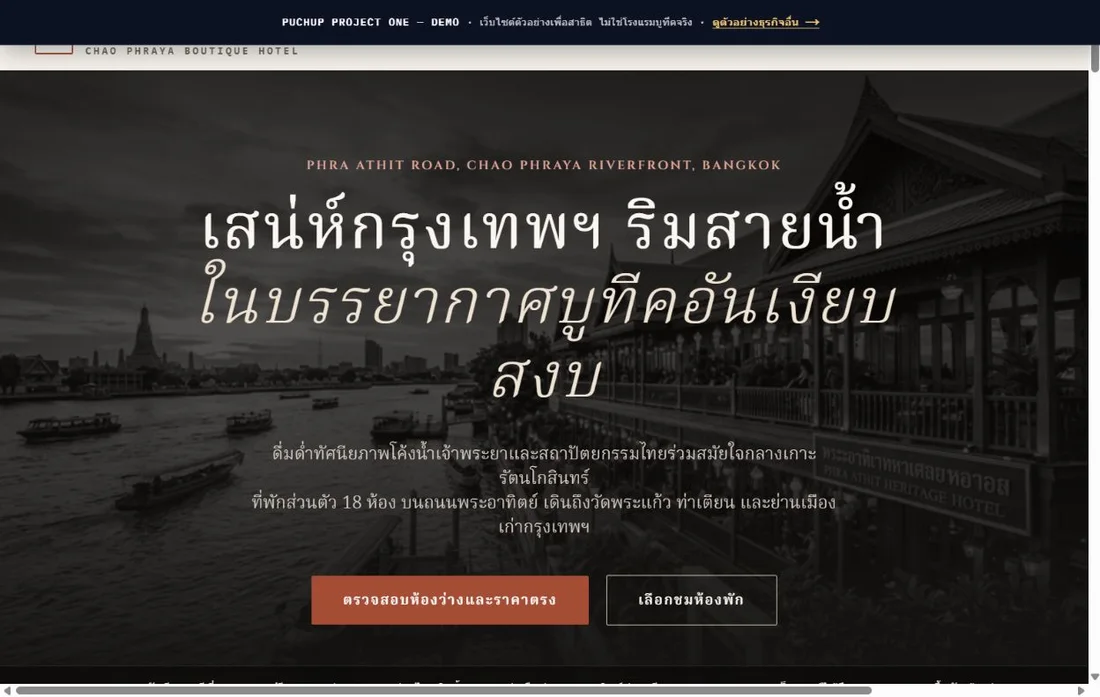 PUCHUP PROJECT ONE — DEMO • เว็บไซต์ตัวอย่างเพื่อสาธิต ไม่ใช่โรงแรมบูทีคจริง • ดูตัวอย่างธุรกิจอื่น →
CHAO PHRAYA BOUTIQUE HOTEL
PHRA ATHIT ROAD, CHAO PHRAYA RIVERFRONT, BANGKOK
เสน่ห์กรุงเทพฯ ริมสายน้ำ
ในบรรยากาศบูทีคอันเงียบ
สงบ
ดื่มด่ำทัศนียภาพโค้งน้ำเจ้าพระยาและสถาปัตยกรรมไทยร่วมสมัยใจกลางเกาะ
รัตนโกสินทร์
ที่พักส่วนตัว 18 ห้อง บนถนนพระอาทิตย์ เดินถึงวัดพระแก้ว ท่าเตียน และย่านเมือง
เก่ากรุงเทพฯ
PHRA ATHIT HERITAGE HOTEL
ตรวจสอบห้องว่างและราคาตรง
เลือกชมห้องพัก